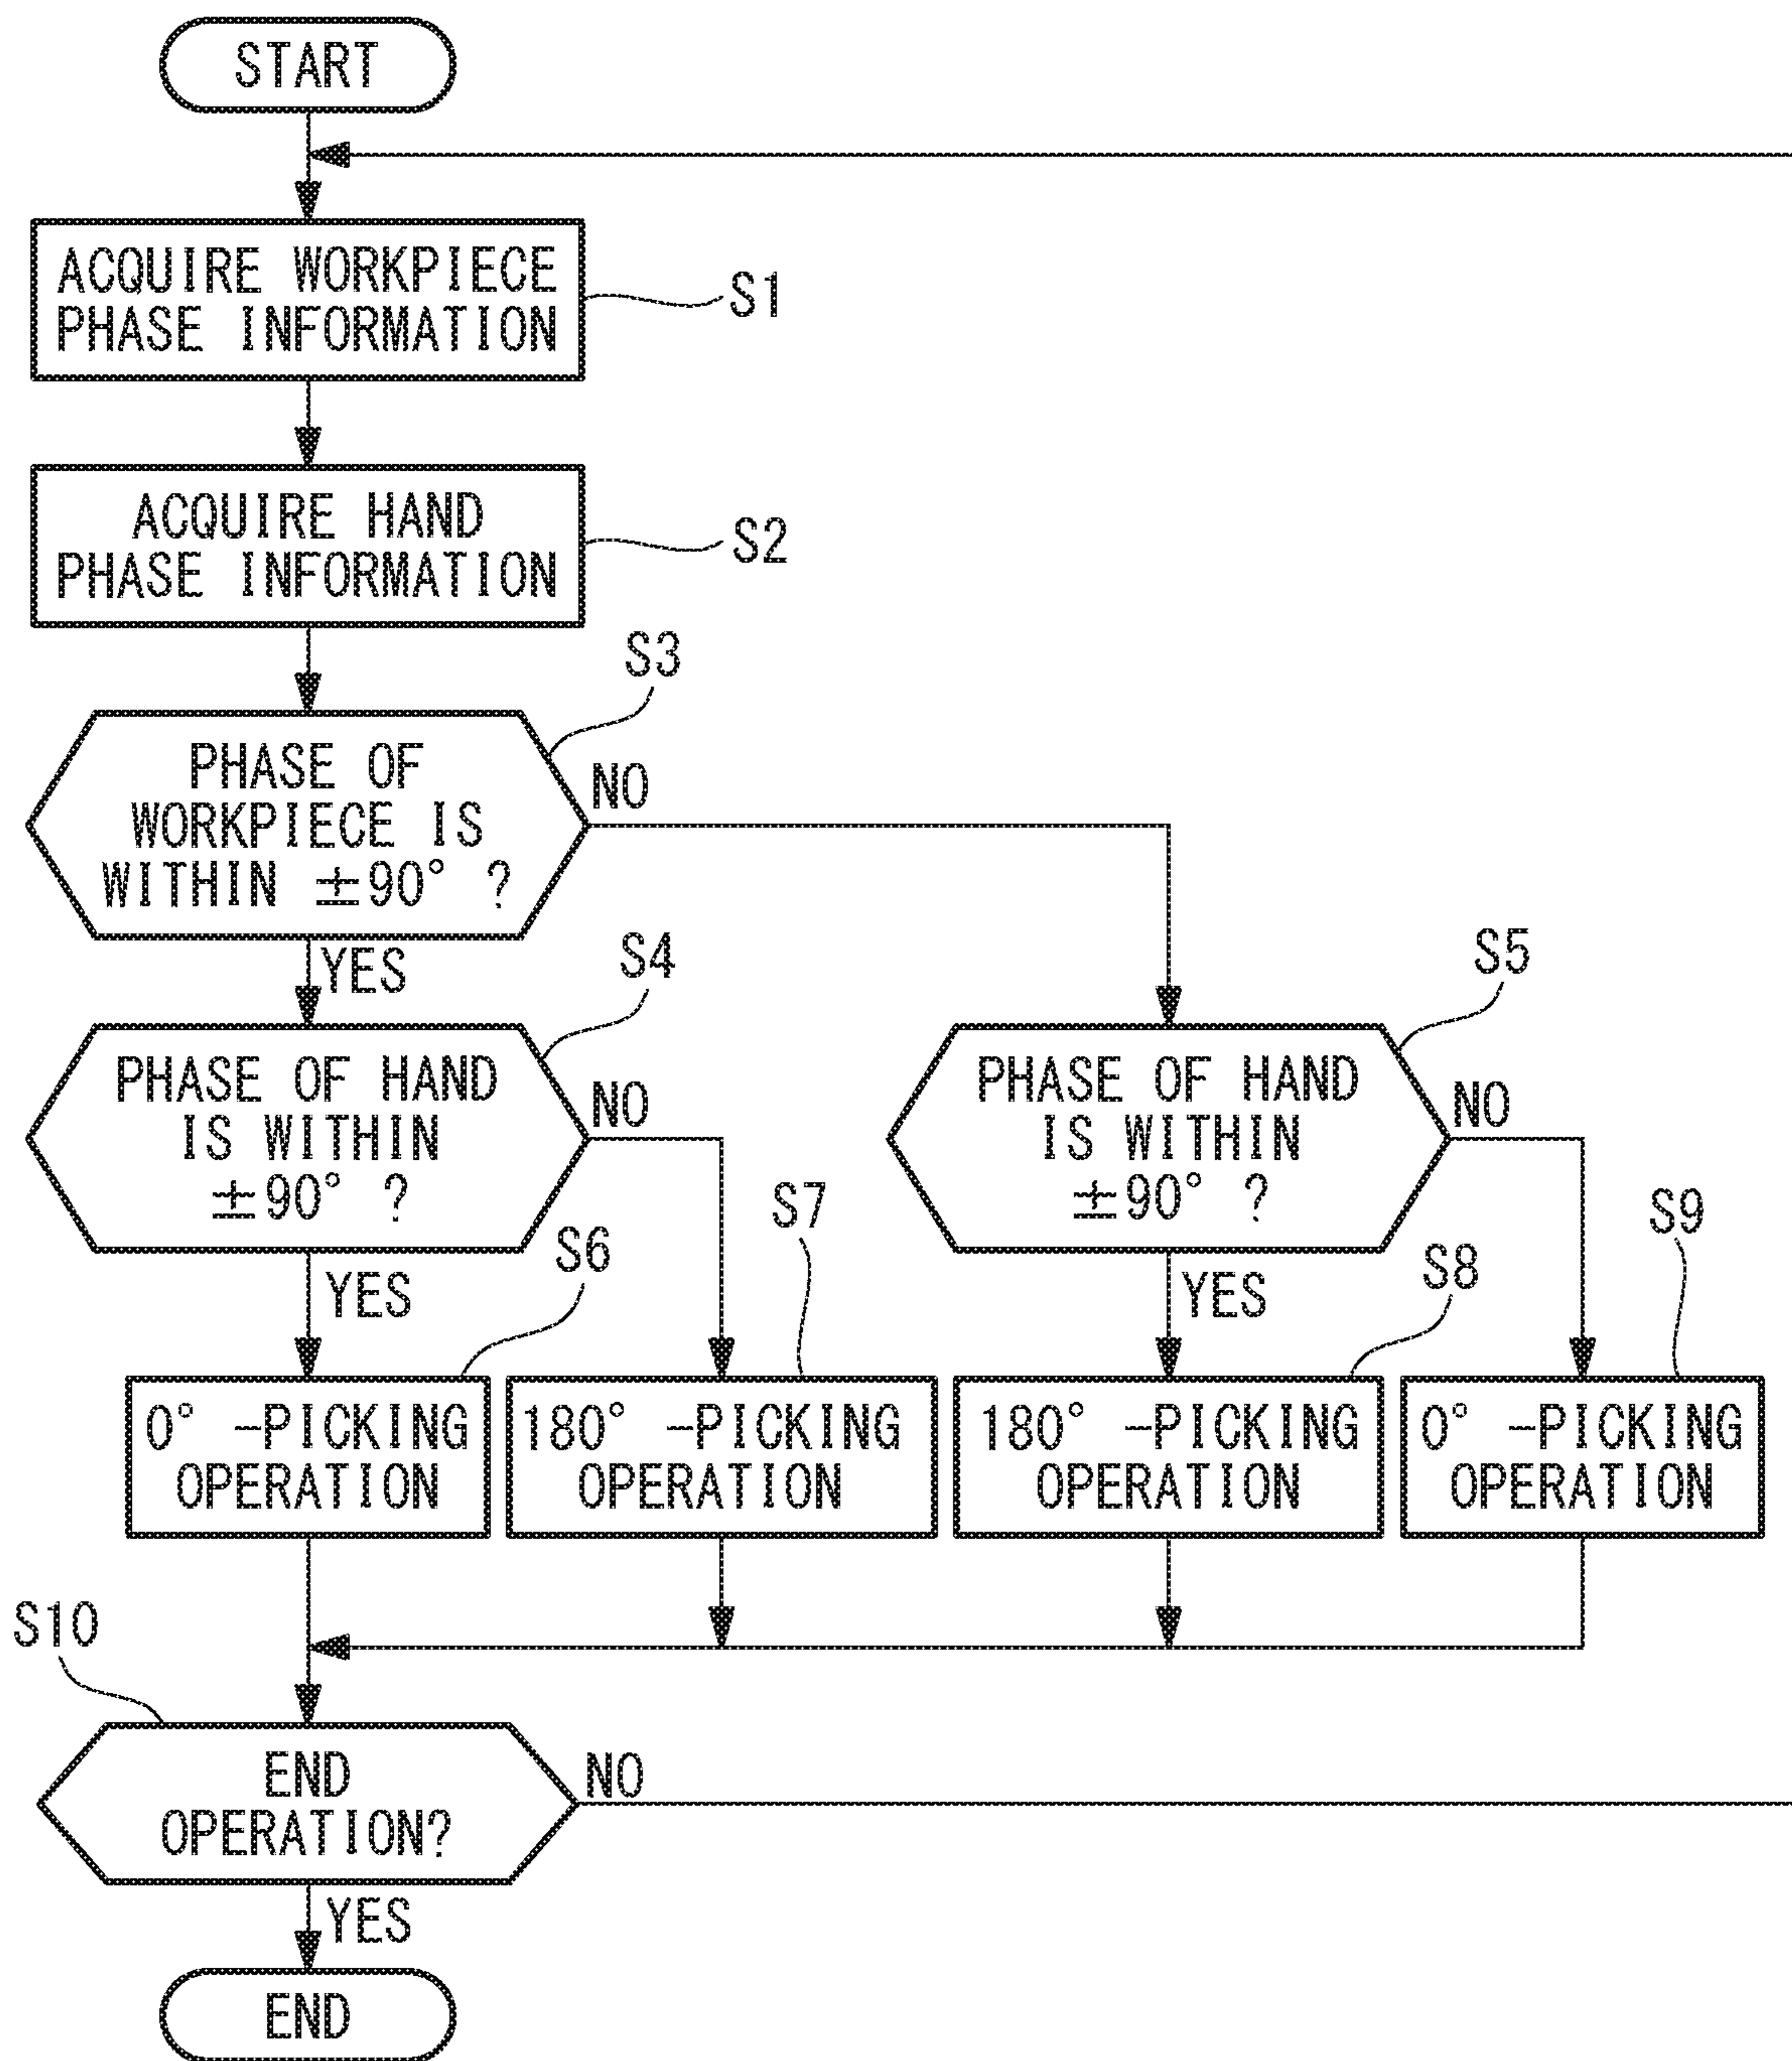 START
ACQUIRE WORKPIECE
PHASE INFORMATION
S1
ACQUIRE HAND
PHASE INFORMATION
S2
S3
PHASE OF
WORKPIECE IS
WITHIN ±90° ?
NO
YES
S4
S5
PHASE OF HAND
IS WITHIN
±90° ?
NO
PHASE OF HAND
IS WITHIN
±90° ?
NO
YES
S6
S7
YES
S8
S9
0° -PICKING
OPERATION
180° -PICKING
OPERATION
180° -PICKING
OPERATION
0° -PICKING
OPERATION
S10
END
OPERATION?
NO
YES
END